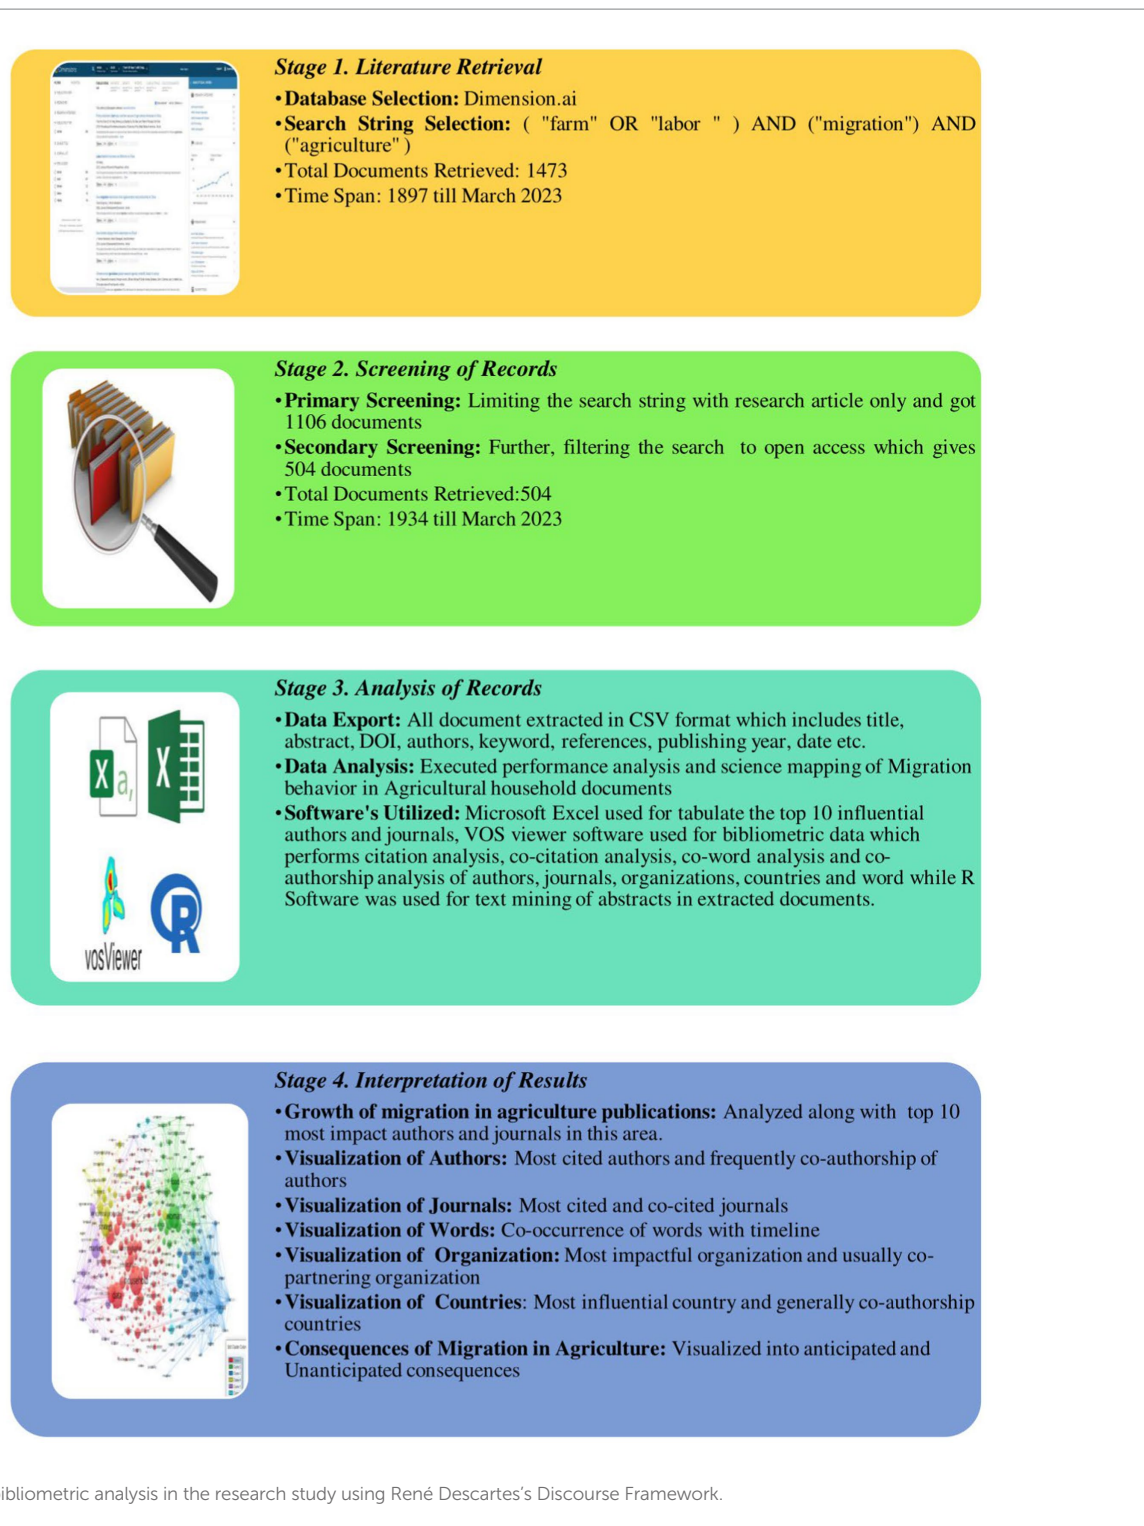 Stage 1. Literature Retrieval
•Database Selection: Dimension.ai
•Search String Selection: ( "farm" OR "labor " ) AND ("migration") AND
("agriculture" )
•Total Documents Retrieved: 1473
•Time Span: 1897 till March 2023
Stage 2. Screening of Records
•Primary Screening: Limiting the search string with research article only and got
1106 documents
•Secondary Screening: Further, filtering the search to open access which gives
504 documents
•Total Documents Retrieved:504
•Time Span: 1934 till March 2023
Stage 3. Analysis of Records
•Data Export: All document extracted in CSV format which includes title,
abstract, DOI, authors, keyword, references, publishing year, date etc.
•Data Analysis: Executed performance analysis and science mapping of Migration
behavior in Agricultural household documents
•Software's Utilized: Microsoft Excel used for tabulate the top 10 influential
authors and journals, VOS viewer software used for bibliometric data which
performs citation analysis, co-citation analysis, co-word analysis and co-
authorship analysis of authors, journals, organizations, countries and word while R
Software was used for text mining of abstracts in extracted documents.
X a,
X
R
vosViewer
Stage 4. Interpretation of Results
•Growth of migration in agriculture publications: Analyzed along with top 10
most impact authors and journals in this area.
•Visualization of Authors: Most cited authors and frequently co-authorship of
authors
•Visualization of Journals: Most cited and co-cited journals
•Visualization of Words: Co-occurrence of words with timeline
•Visualization of Organization: Most impactful organization and usually co-
partnering organization
•Visualization of Countries: Most influential country and generally co-authorship
countries
•Consequences of Migration in Agriculture: Visualized into anticipated and
Unanticipated consequences
bibliometric analysis in the research study using René Descartes's Discourse Framework.